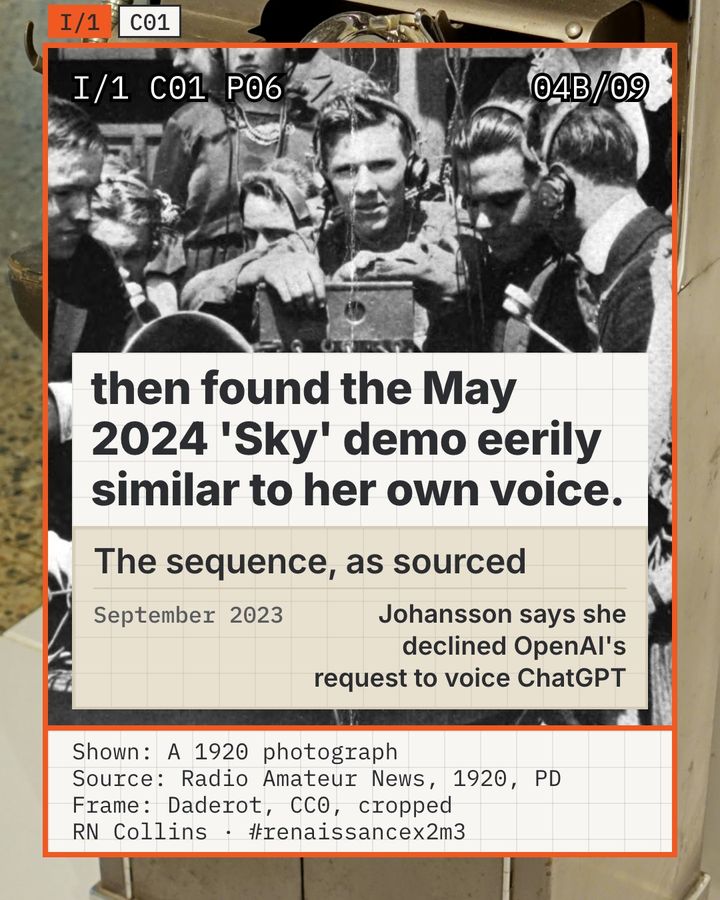 I/1 C01
I/1 C01 P06 04B/09
then found the May
2024 'Sky' demo eerily
similar to her own voice.
The sequence, as sourced
September 2023 Johansson says she
declined OpenAI's
request to voice ChatGPT
Shown: A 1920 photograph
Source: Radio Amateur News, 1920, PD
Frame: Daderot, CC0, cropped
RN Collins · #renaissancex2m3